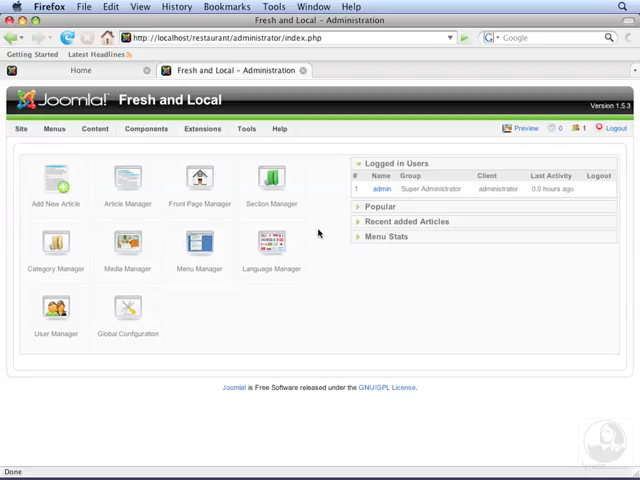 Firefox File Edit View History Bookmarks Tools Window Help
Fresh and Local - Administration
http://localhost/restaurant/administrator/index.php
Google
Getting Started Latest Headlines
Home
Fresh and Local - Administration
Joomla! Fresh and Local
Version 1.5.3
Site Menus Content Components Extensions Tools Help
Preview 0 1 Logout
Add New Article Article Manager Front Page Manager Section Manager
Category Manager Media Manager Menu Manager Language Manager
User Manager Global Configuration
Logged in Users
# Name Group Client Last Activity Logout
1 admin Super Administrator administrator 0.0 hours ago
Popular
Recent added Articles
Menu Stats
Joomla! is Free Software released under the GNU/GPL License.
Done